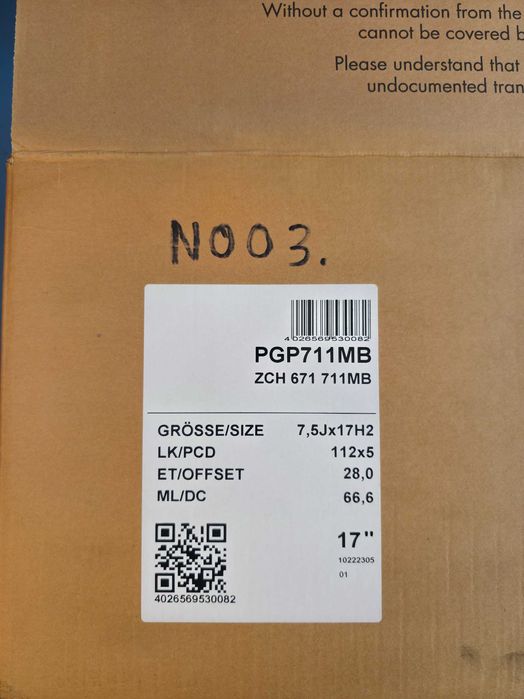 Without a confirmation from the
cannot be covered b
Please understand that
undocumented tran
N003.
4026569530082
PGP711MB
ZCH 671 711MB
GRÖSSE/SIZE 7,5Jx17H2
LK/PCD 112x5
ET/OFFSET 28,0
ML/DC 66,6
17"
10222305
01
4026569530082